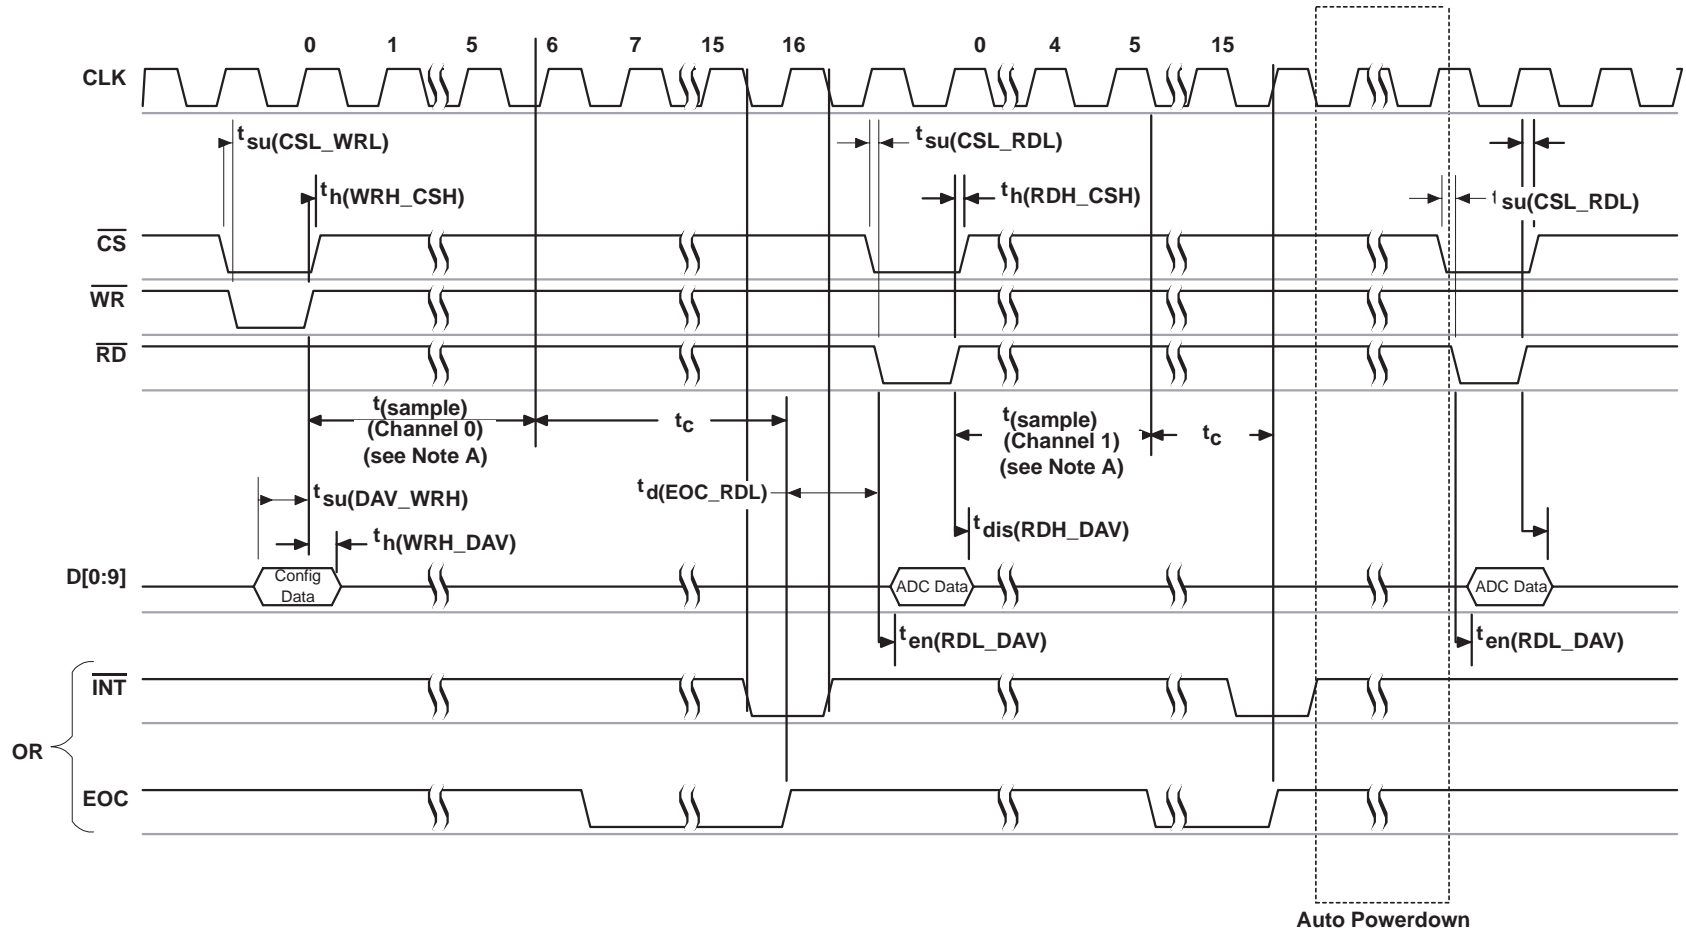 0 1 5 6 7 15 16 0 4 5 15
CLK
tsu(CSL_WRL)
tsu(CSL_RDL)
th(WRH_CSH)
th(RDH_CSH)
tsu(CSL_RDL)
CS
WR
RD
t(sample)
(Channel 0)
(see Note A)
tc
t(sample)
(Channel 1)
(see Note A)
tc
tsu(DAV_WRH)
td(EOC_RDL)
tdis(RDH_DAV)
th(WRH_DAV)
D[0:9]
Config
Data
ADC Data
ADC Data
ten(RDL_DAV)
ten(RDL_DAV)
INT
OR
EOC
Auto Powerdown